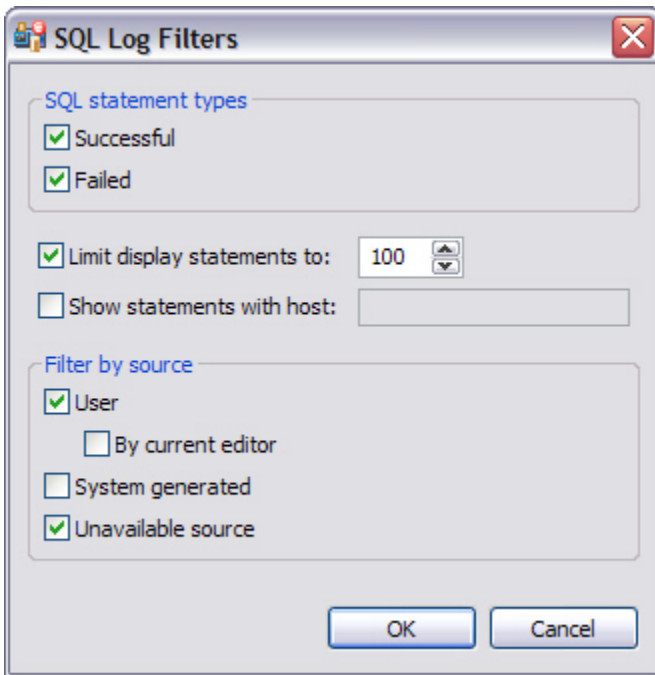 SQL Log Filters
SQL statement types
Successful
Failed
Limit display statements to: 100
Show statements with host:
Filter by source
User
By current editor
System generated
Unavailable source
OK Cancel